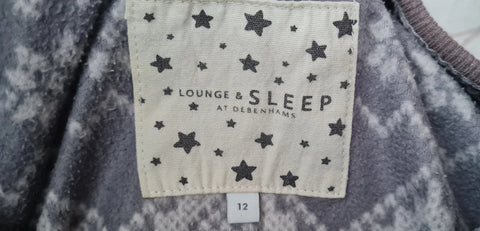 LOUNGE & SLEEP
AT DEBENHAMS
12